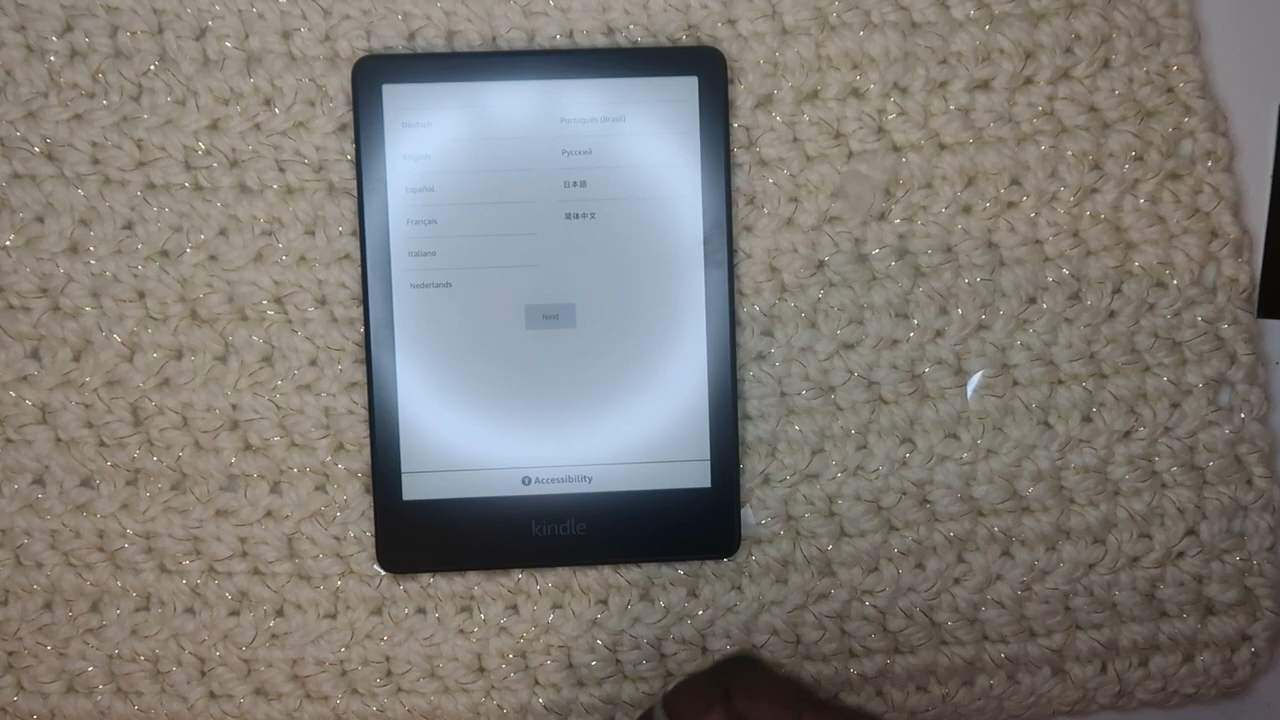 Deutsch
English
Español
Français
Italiano
Nederlands
Português (Brasil)
Русский
日本語
简体中文
Next
Accessibility
kindle